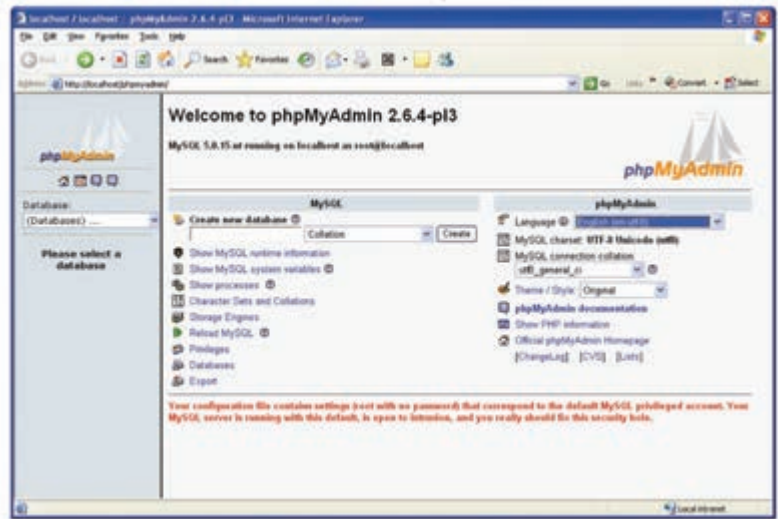 localhost / localhost | phpMyAdmin 2.6.4-pl3 - Microsoft Internet Explorer
File Edit View Favorites Tools Help
Search Favorites
http://localhost/phpmyadmin/
Go Links Convert Select
phpMyAdmin
Database:
(Databases) ...
Please select a
database
Welcome to phpMyAdmin 2.6.4-pl3
MySQL 5.0.15-nt running on localhost as root@localhost
phpMyAdmin
MySQL
Create new database
Collation Create
Show MySQL runtime information
Show MySQL system variables
Show processes
Character Sets and Collations
Storage Engines
Reload MySQL
Privileges
Databases
Export
phpMyAdmin
Language English (en-utf-8)
MySQL charset: UTF-8 Unicode (utf8)
MySQL connection collation
utf8_general_ci
Theme / Style: Original
phpMyAdmin documentation
Show PHP information
Official phpMyAdmin Homepage
[ChangeLog] [CVS] [Lists]
Your configuration file contains settings (root with no password) that correspond to the default MySQL privileged account. Your
MySQL server is running with this default, is open to intrusion, and you really should fix this security hole.
Local intranet